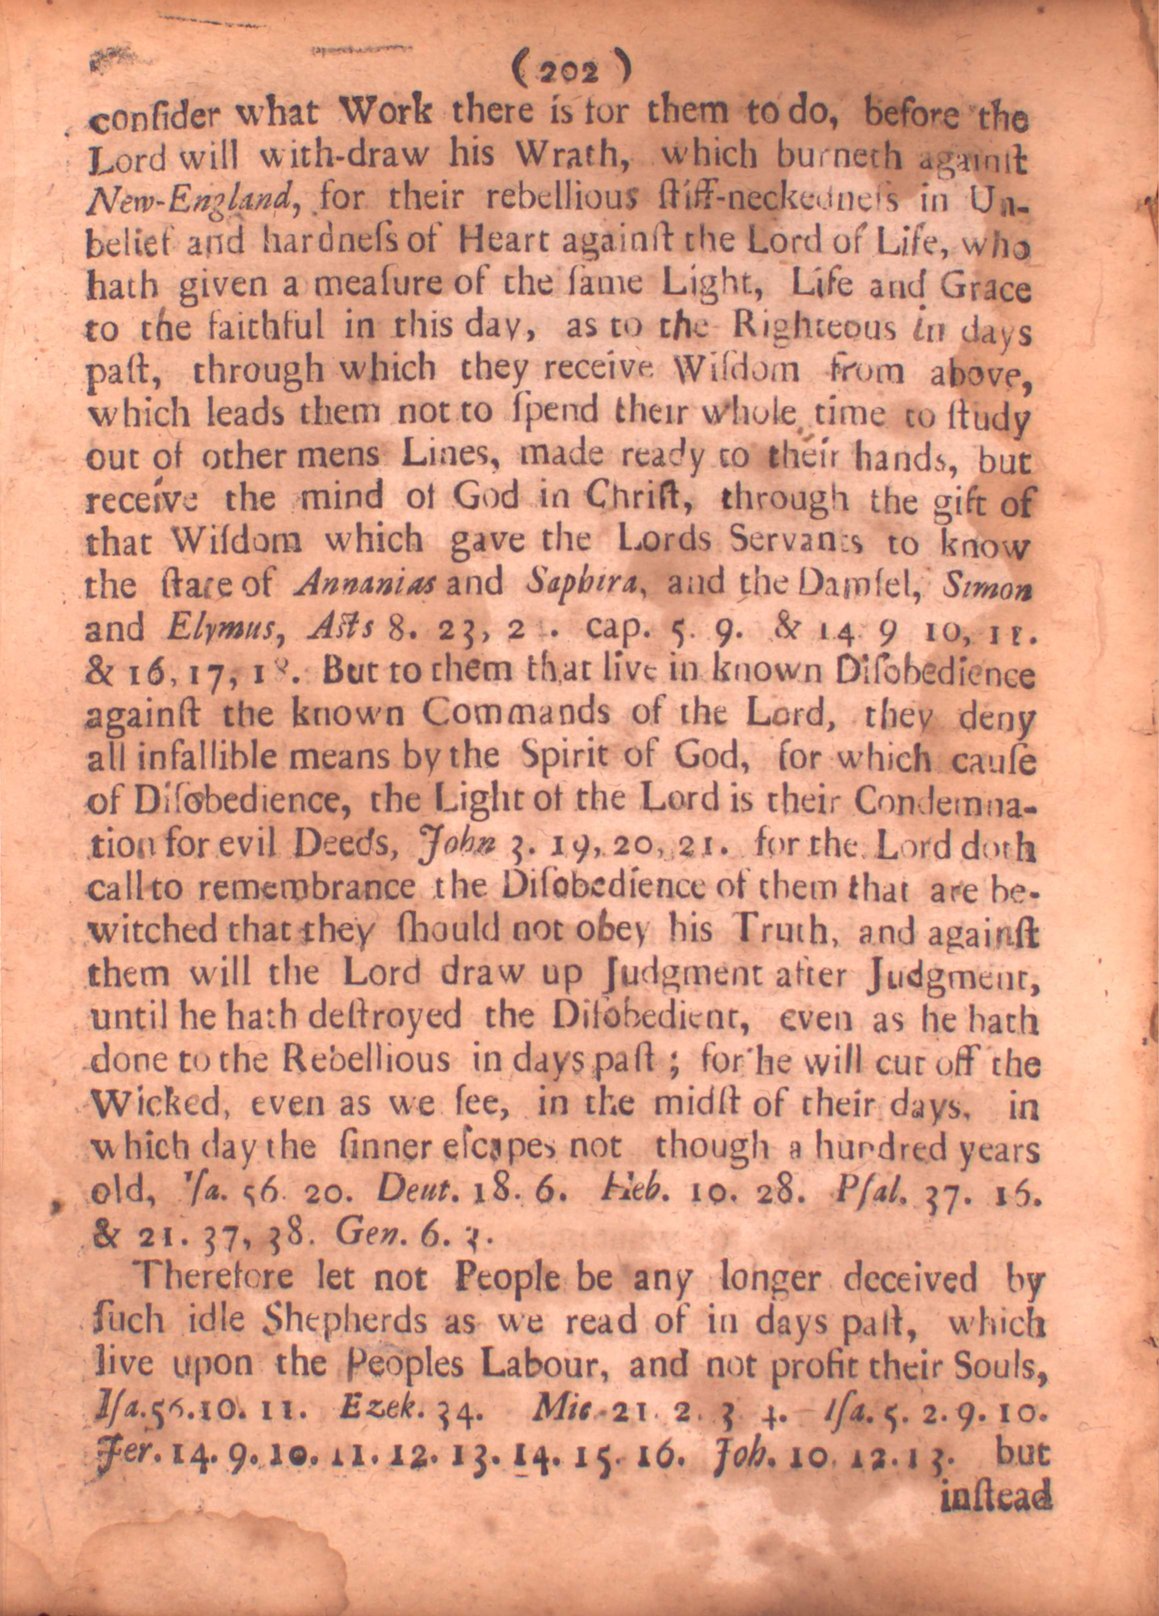 (202)
conſider what Work there is for them to do, before the
Lord will with-draw his Wrath, which burneth againſt
New-England, for their rebellious ſtiff-neckedneſs in Un-
belief and hardneſs of Heart againſt the Lord of Life, who
hath given a meaſure of the ſame Light, Life and Grace
to the faithful in this day, as to the Righteous in days
paſt, through which they receive Wiſdom from above,
which leads them not to ſpend their whole time to ſtudy
out of other mens Lines, made ready to their hands, but
receive the mind of God in Chriſt, through the gift of
that Wiſdom which gave the Lords Servants to know
the ſtate of Annanias and Saphira, and the Damſel, Simon
and Elymus, Acts 8. 23, cap. 5. 9. & 14 9 10, 11.
& 16, 17, 18. But to them that live in known Diſobedience
againſt the known Commands of the Lord, they deny
all infallible means by the Spirit of God, for which cauſe
of Diſobedience, the Light of the Lord is their Condemna-
tion for evil Deeds, John 3. 19, 20, 21. for the Lord doth
call to remembrance the Diſobedience of them that are be-
witched that they ſhould not obey his Truth, and againſt
them will the Lord draw up Judgment after Judgment,
until he hath deſtroyed the Diſobedient, even as he hath
done to the Rebellious in days paſt ; for he will cut off the
Wicked, even as we ſee, in the midſt of their days, in
which day the ſinner eſcapes not though a hundred years
old, Iſa. 56. 20. Deut. 18. 6. Heb. 10. 28. Pſal. 37. 16.
& 21. 37, 38. Gen. 6. 3.
Therefore let not People be any longer deceived by
ſuch idle Shepherds as we read of in days paſt, which
live upon the Peoples Labour, and not profit their Souls,
Iſa. 56. 10. 11. Ezek. 34. Mic. 21. 2. 3 4. Iſa. 5. 2. 9. 10.
Jer. 14. 9. 10. 11. 12. 13. 14. 15. 16. Joh. 10. 12. 13. but
inſtead